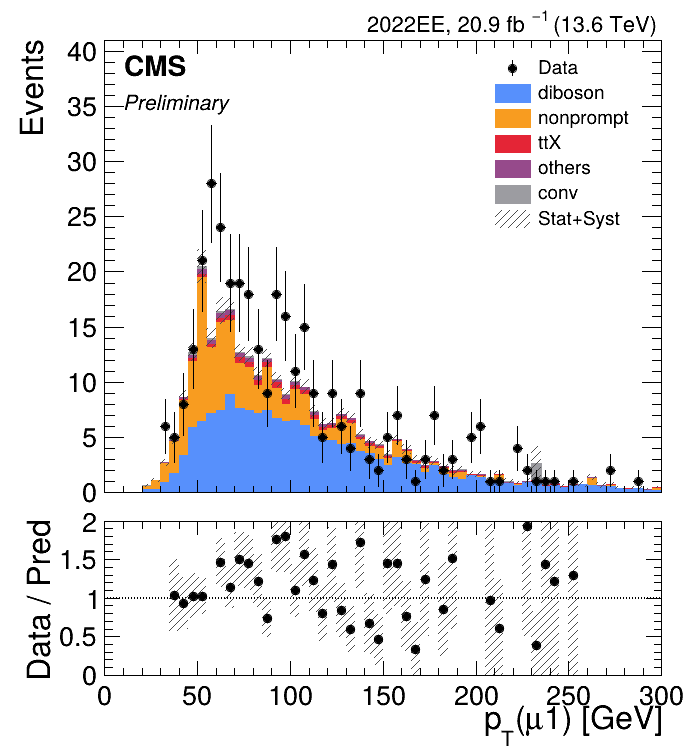 2022EE, 20.9 fb⁻¹ (13.6 TeV)
Events
40
35
30
25
20
15
10
5
0
CMS
Preliminary
Data
diboson
nonprompt
ttX
others
conv
Stat+Syst
Data / Pred
2
1.5
1
0.5
0
0 50 100 150 200 250 300
p_T(μ1) [GeV]